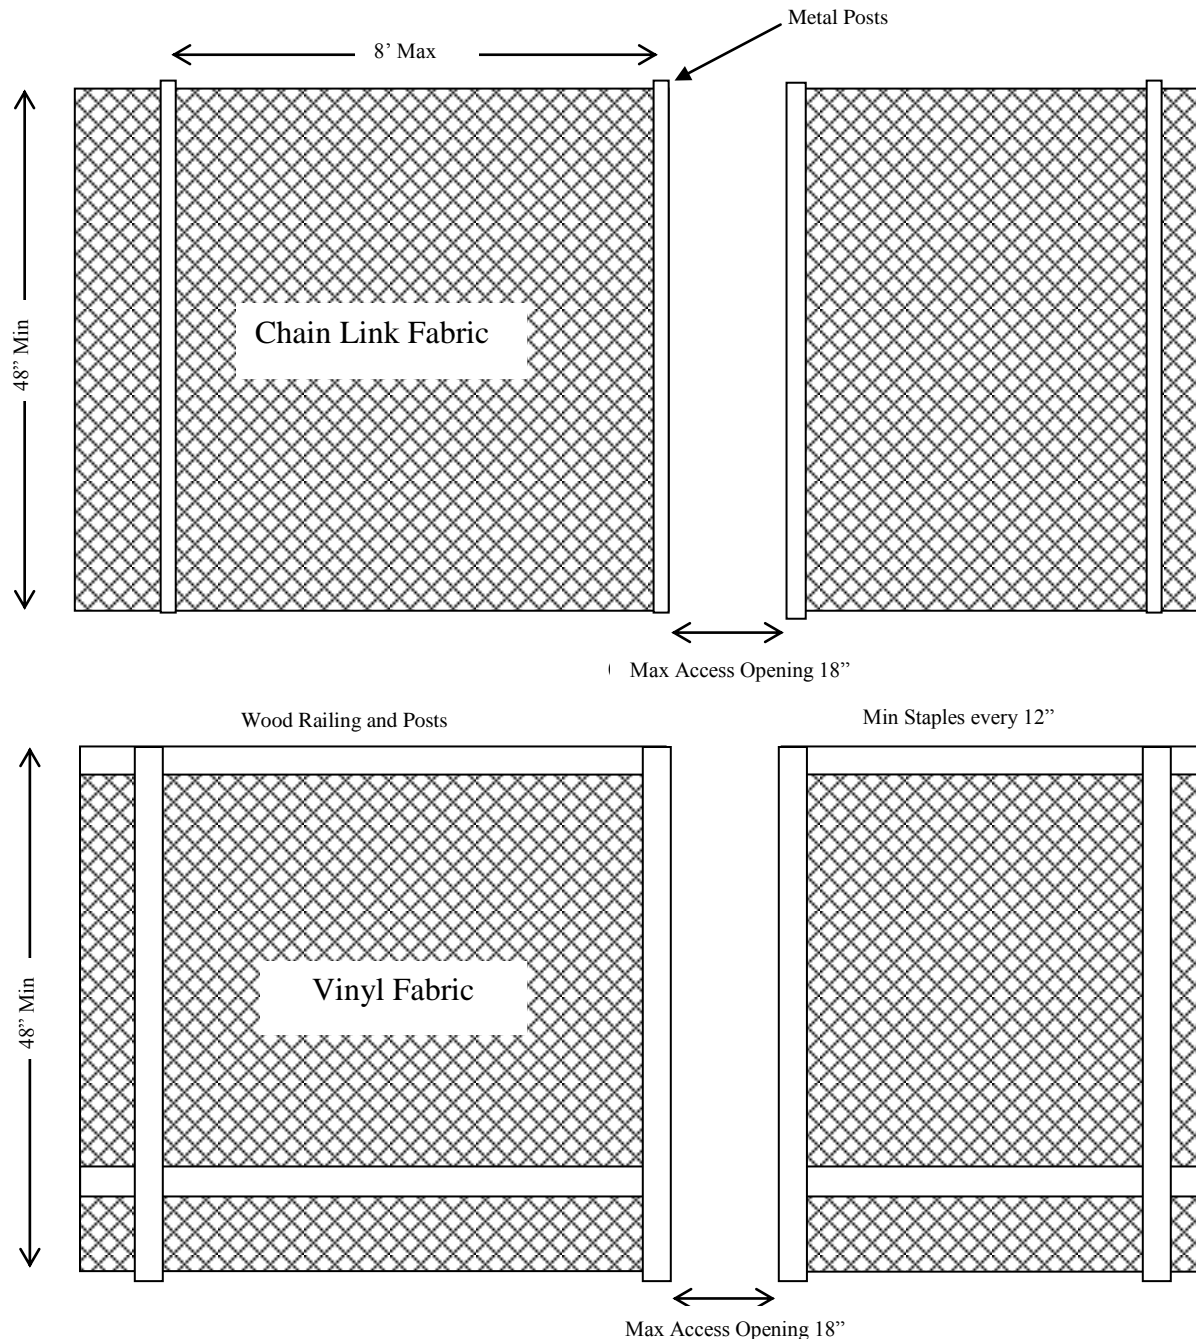 Metal Posts
8’ Max
48” Min
Chain Link Fabric
( Max Access Opening 18”
Wood Railing and Posts
Min Staples every 12”
48” Min
Vinyl Fabric
Max Access Opening 18”